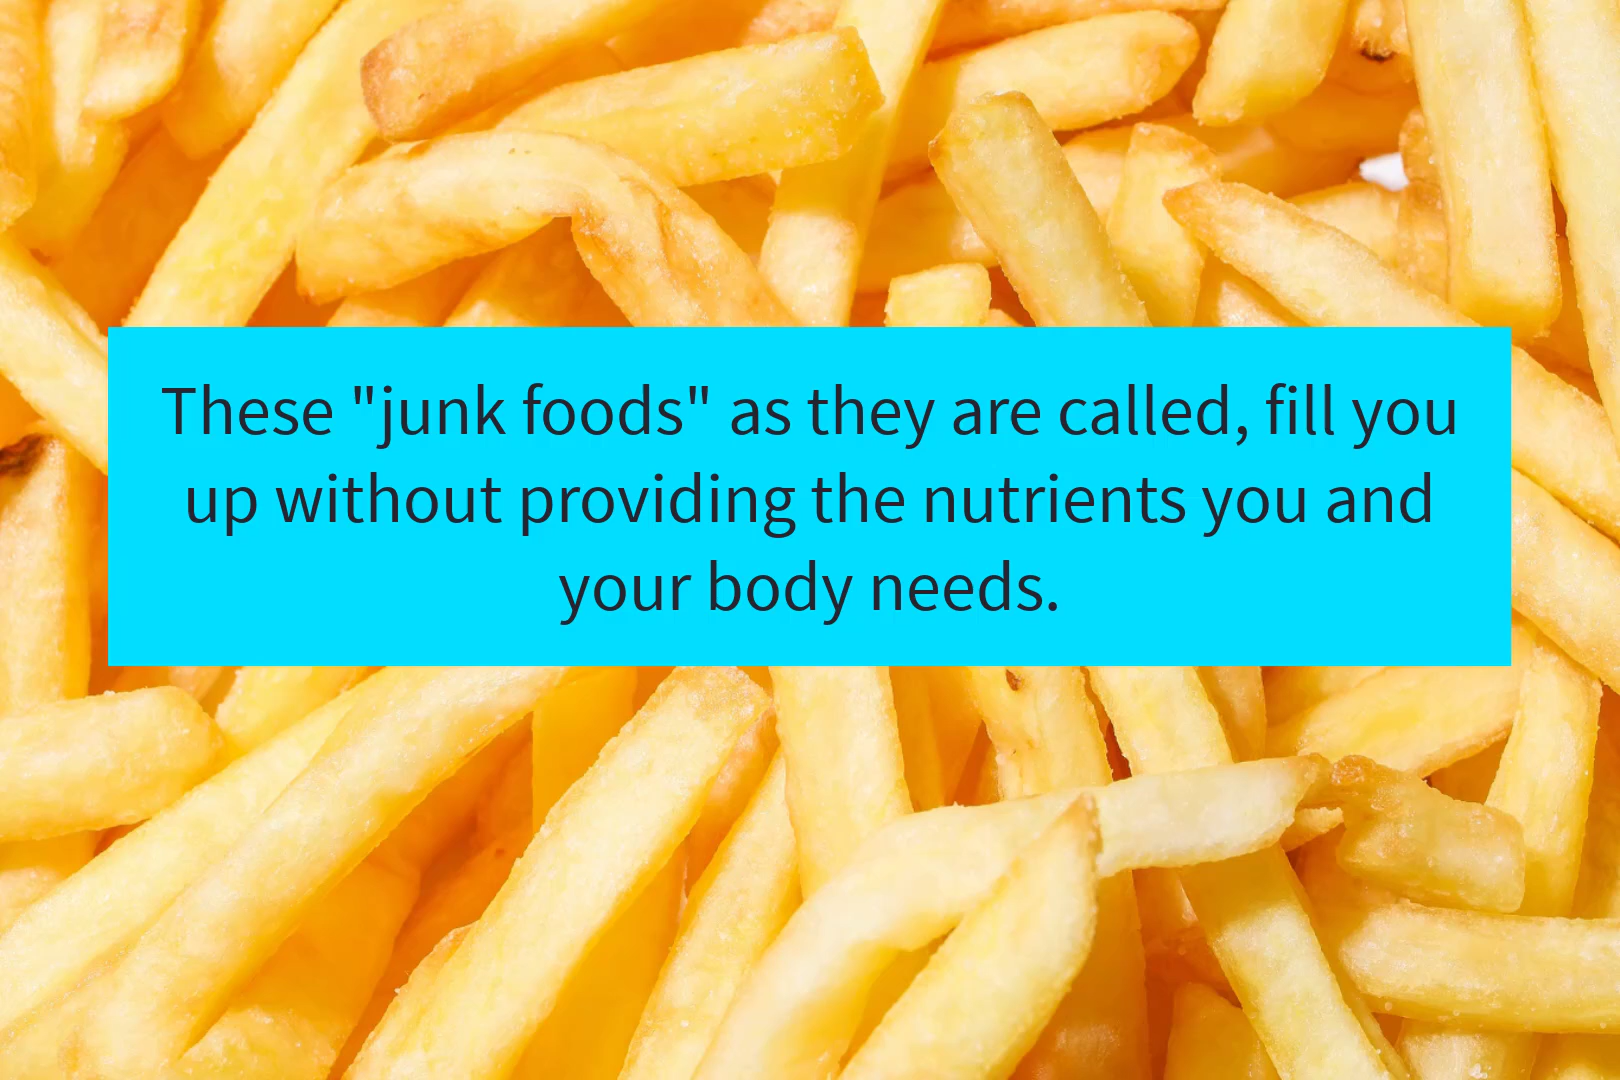 These "junk foods" as they are called, fill you
up without providing the nutrients you and
your body needs.